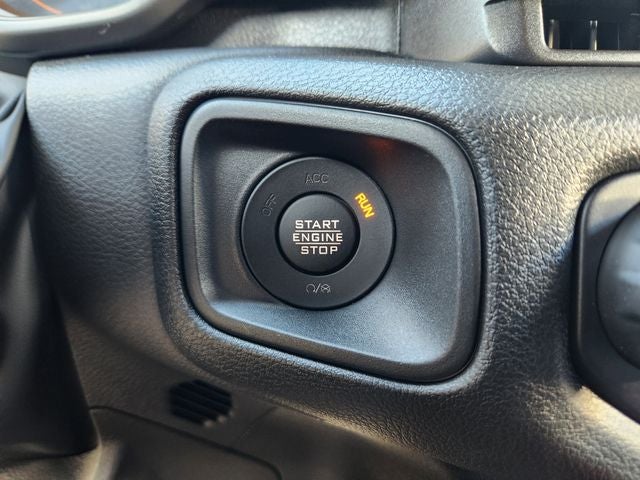 ACC
OFF
RUN
START
ENGINE
STOP